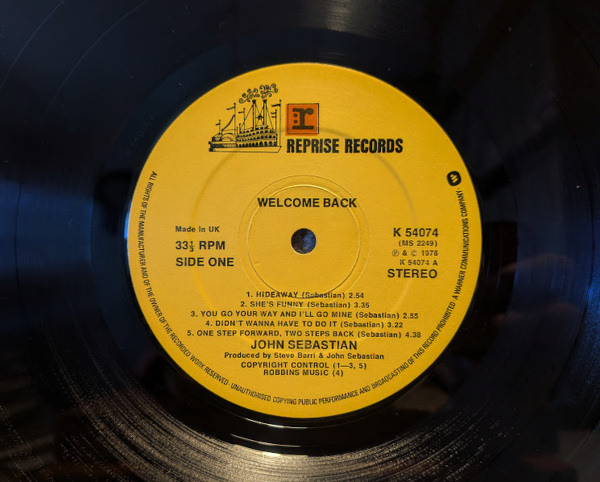 r
REPRISE RECORDS
WELCOME BACK
Made In UK
33⅓ RPM
SIDE ONE
K 54074
(MS 2249)
Ⓟ & © 1976
K 54074 A
STEREO
1. HIDEAWAY (Sebastian) 2.54
2. SHE'S FUNNY (Sebastian) 3.35
3. YOU GO YOUR WAY AND I'LL GO MINE (Sebastian) 2.55
4. DIDN'T WANNA HAVE TO DO IT (Sebastian) 3.22
5. ONE STEP FORWARD, TWO STEPS BACK (Sebastian) 4.38
JOHN SEBASTIAN
Produced by Steve Barri & John Sebastian
COPYRIGHT CONTROL (1—3, 5)
ROBBINS MUSIC (4)
ALL RIGHTS OF THE MANUFACTURER AND OF THE OWNER OF THE RECORDED WORK RESERVED · UNAUTHORISED COPYING PUBLIC PERFORMANCE AND BROADCASTING OF THIS RECORD PROHIBITED · A WARNER COMMUNICATIONS COMPANY